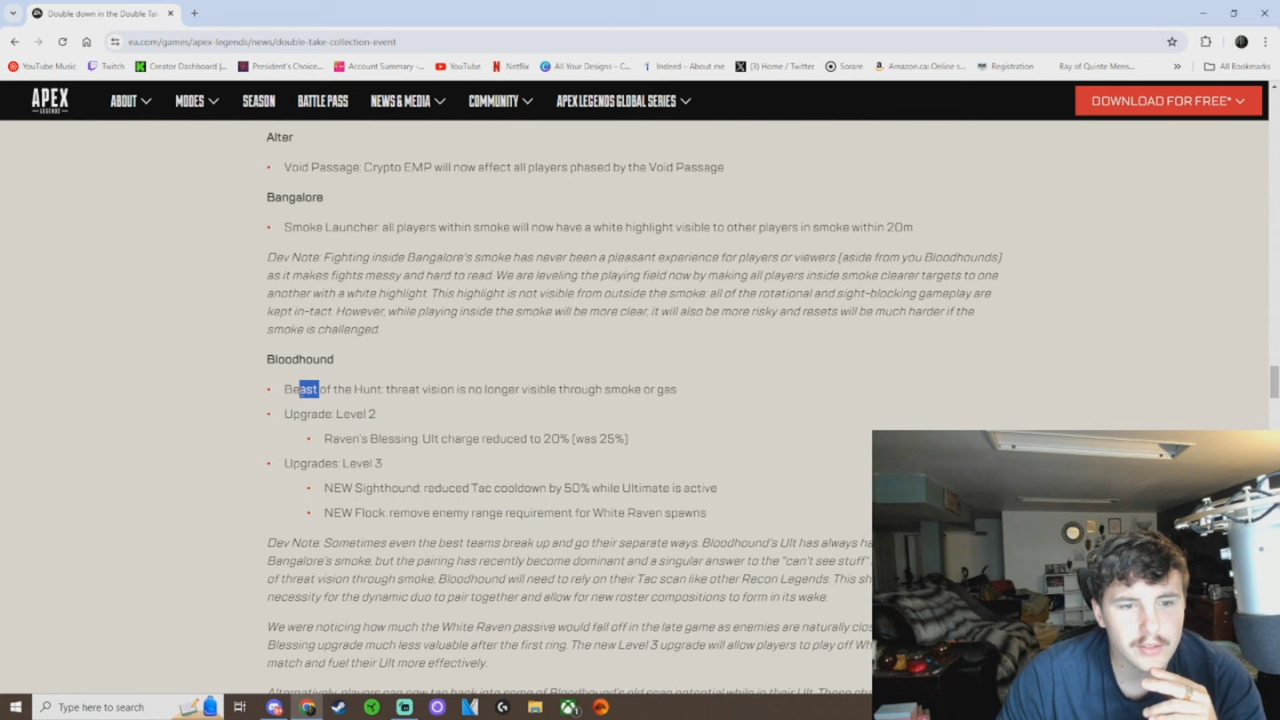 Double down in the Double Tak
ea.com/games/apex-legends/news/double-take-collection-event
YouTube Music
Twitch
Creator Dashboard |...
President's Choice...
Account Summary -...
YouTube
Netflix
All Your Designs – C...
Indeed – About me
(3) Home / Twitter
Sorare
Amazon.ca: Online s...
Registration
Ray of Quinte Mens...
»
All Bookmarks
APEX
LEGENDS
ABOUT
MODES
SEASON
BATTLE PASS
NEWS & MEDIA
COMMUNITY
APEX LEGENDS GLOBAL SERIES
DOWNLOAD FOR FREE*
Alter
• Void Passage: Crypto EMP will now affect all players phased by the Void Passage
Bangalore
• Smoke Launcher: all players within smoke will now have a white highlight visible to other players in smoke within 20m
Dev Note: Fighting inside Bangalore's smoke has never been a pleasant experience for players or viewers (aside from you Bloodhounds)
as it makes fights messy and hard to read. We are leveling the playing field now by making all players inside smoke clearer targets to one
another with a white highlight. This highlight is not visible from outside the smoke: all of the rotational and sight-blocking gameplay are
kept in-tact. However, while playing inside the smoke will be more clear, it will also be more risky and resets will be much harder if the
smoke is challenged.
Bloodhound
• Beast of the Hunt: threat vision is no longer visible through smoke or gas
• Upgrade: Level 2
• Raven's Blessing: Ult charge reduced to 20% (was 25%)
• Upgrades: Level 3
• NEW Sighthound: reduced Tac cooldown by 50% while Ultimate is active
• NEW Flock: remove enemy range requirement for White Raven spawns
Dev Note: Sometimes even the best teams break up and go their separate ways. Bloodhound's Ult has always ha
Bangalore's smoke, but the pairing has recently become dominant and a singular answer to the "can't see stuff"
of threat vision through smoke, Bloodhound will need to rely on their Tac scan like other Recon Legends. This sh
necessity for the dynamic duo to pair together and allow for new roster compositions to form in its wake.
We were noticing how much the White Raven passive would fall off in the late game as enemies are naturally clos
Blessing upgrade much less valuable after the first ring. The new Level 3 upgrade will allow players to play off Wh
match and fuel their Ult more effectively.
Type here to search